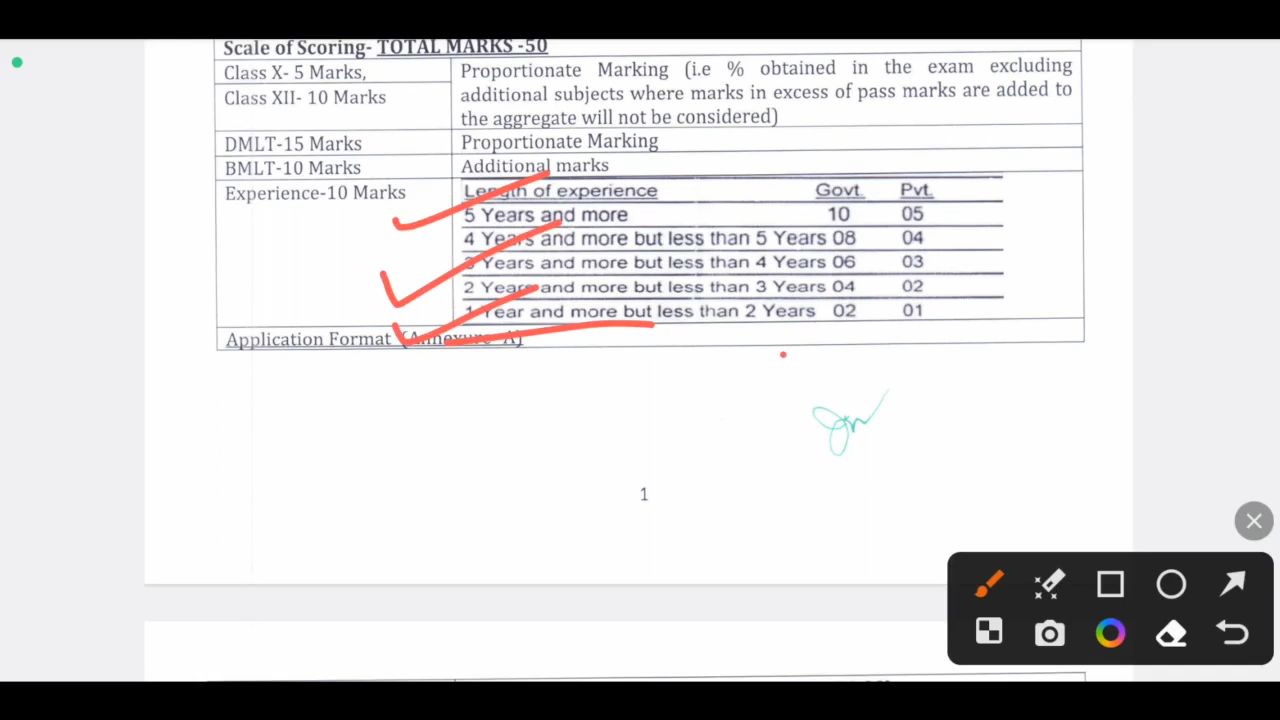 Scale of Scoring- TOTAL MARKS -50
Class X- 5 Marks,
Class XII- 10 Marks
Proportionate Marking (i.e % obtained in the exam excluding
additional subjects where marks in excess of pass marks are added to
the aggregate will not be considered)
DMLT-15 Marks
Proportionate Marking
BMLT-10 Marks
Additional marks
Experience-10 Marks
Length of experience Govt. Pvt.
5 Years and more 10 05
4 Years and more but less than 5 Years 08 04
3 Years and more but less than 4 Years 06 03
2 Years and more but less than 3 Years 04 02
1 Year and more but less than 2 Years 02 01
Application Format (Annexure- A)
1